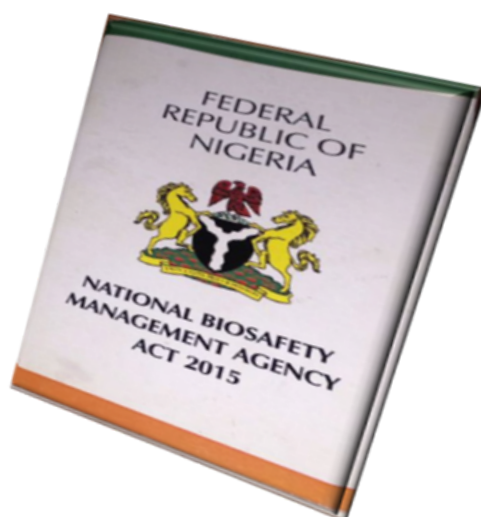 FEDERAL
REPUBLIC OF
NIGERIA
NATIONAL BIOSAFETY
MANAGEMENT AGENCY
ACT 2015